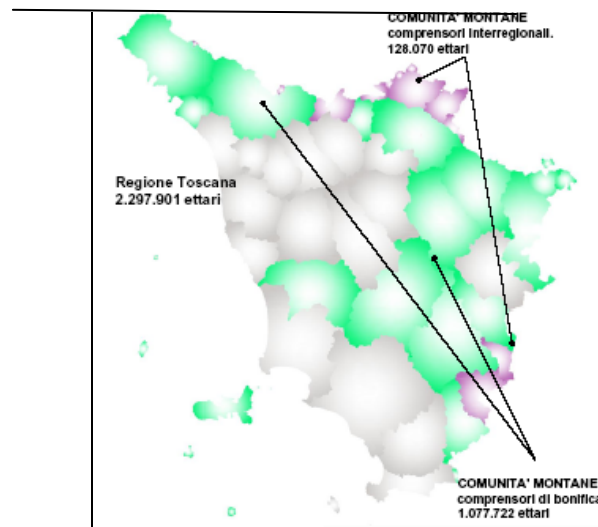 COMUNITA' MONTANE
comprensori interregionali.
128.070 ettari
Regione Toscana
2.297.901 ettari
COMUNITA' MONTANE
comprensori di bonifica
1.077.722 ettari